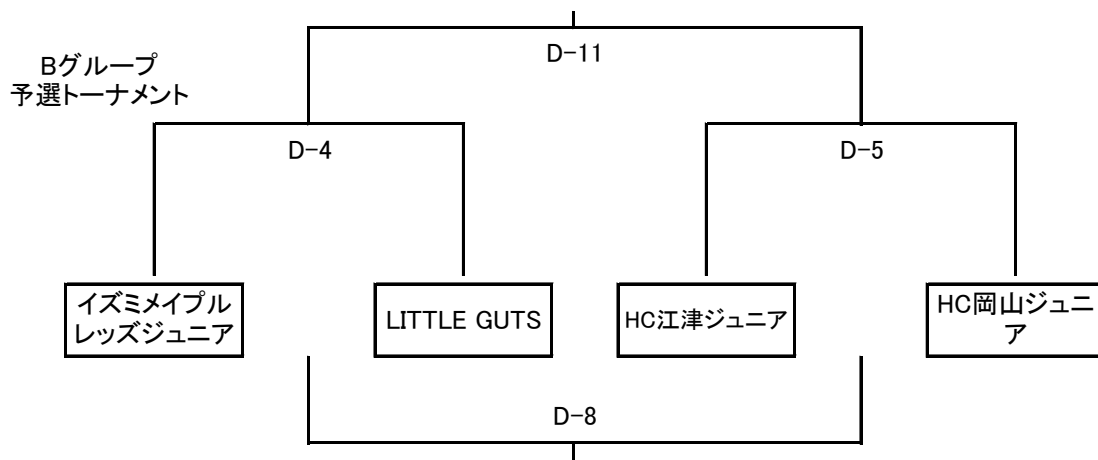 D-11
Bグループ
予選トーナメント
D-4
D-5
イズミメイプル
レッズジュニア
LITTLE GUTS
HC江津ジュニア
HC岡山ジュニ
ア
D-8